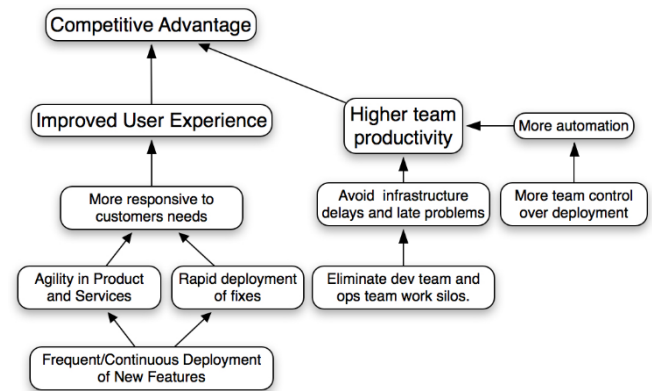 Competitive Advantage
Improved User Experience
Higher team
productivity
More automation
More responsive to
customers needs
Avoid infrastructure
delays and late problems
More team control
over deployment
Agility in Product
and Services
Rapid deployment
of fixes
Eliminate dev team and
ops team work silos.
Frequent/Continuous Deployment
of New Features